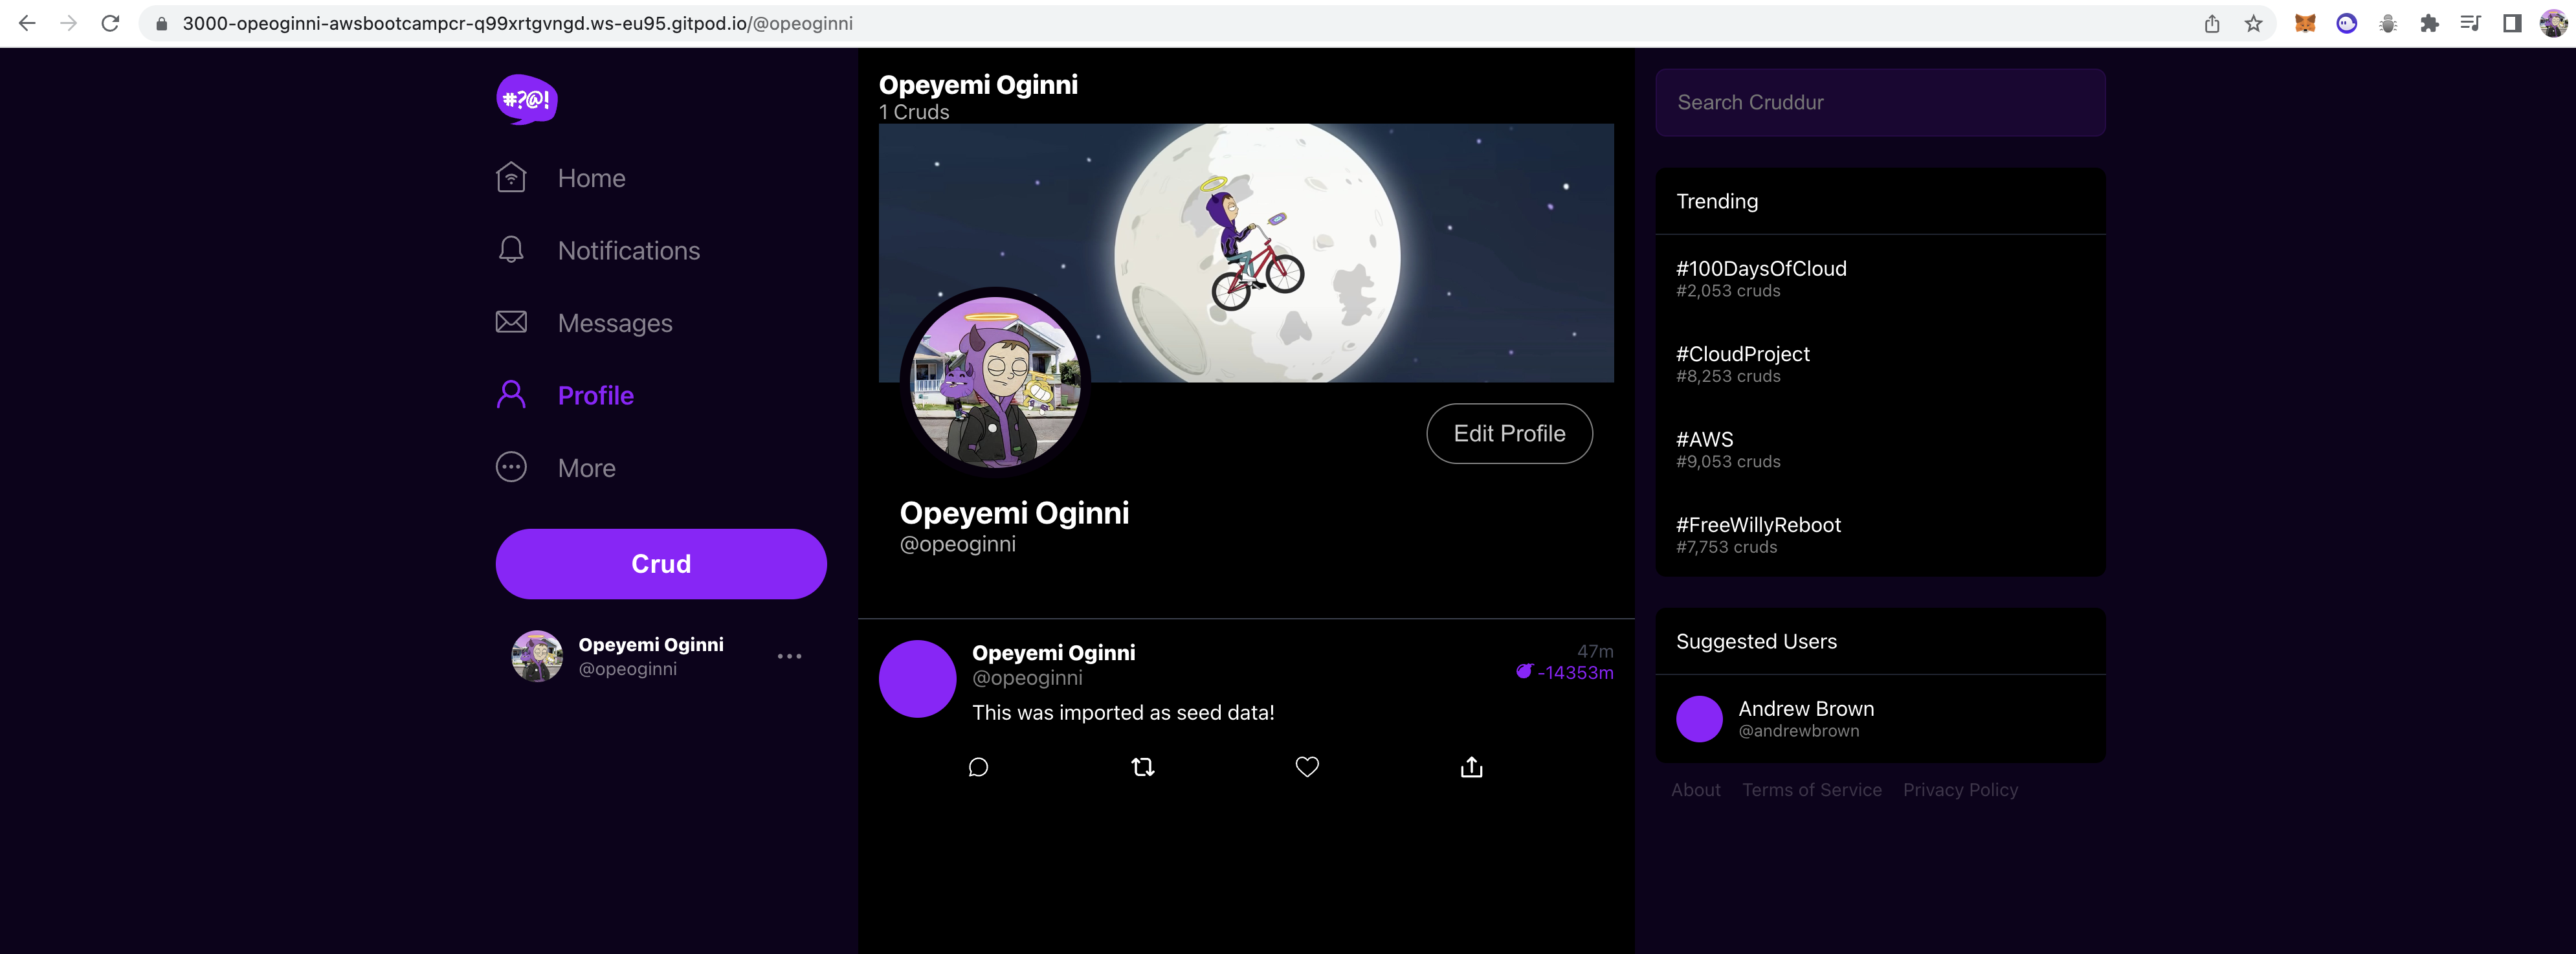 3000-opeoginni-awsbootcampcr-q99xrtgvngd.ws-eu95.gitpod.io/@opeoginni
#?@!
Home
Notifications
Messages
Profile
More
Crud
Opeyemi Oginni
@opeoginni
Opeyemi Oginni
1 Cruds
Edit Profile
Opeyemi Oginni
@opeoginni
Opeyemi Oginni
@opeoginni
47m
-14353m
This was imported as seed data!
Search Cruddur
Trending
#100DaysOfCloud
#2,053 cruds
#CloudProject
#8,253 cruds
#AWS
#9,053 cruds
#FreeWillyReboot
#7,753 cruds
Suggested Users
Andrew Brown
@andrewbrown
About Terms of Service Privacy Policy